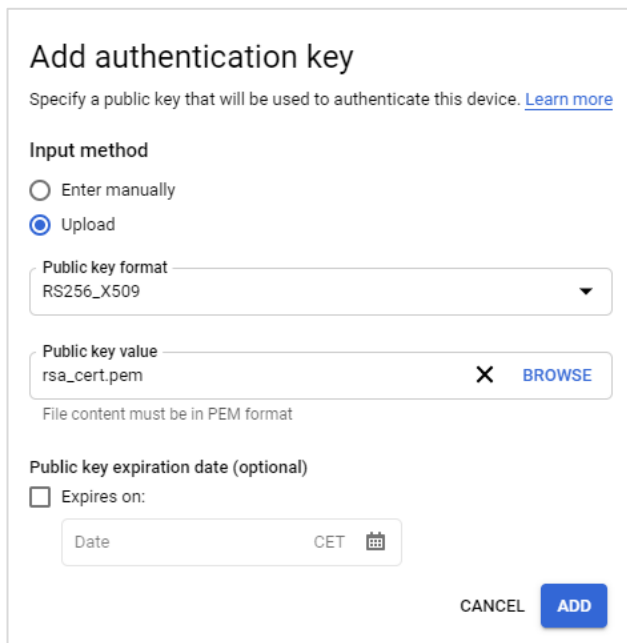 Add authentication key
Specify a public key that will be used to authenticate this device. Learn more
Input method
Enter manually
Upload
Public key format
RS256_X509
Public key value
rsa_cert.pem
BROWSE
File content must be in PEM format
Public key expiration date (optional)
Expires on:
Date CET
CANCEL ADD